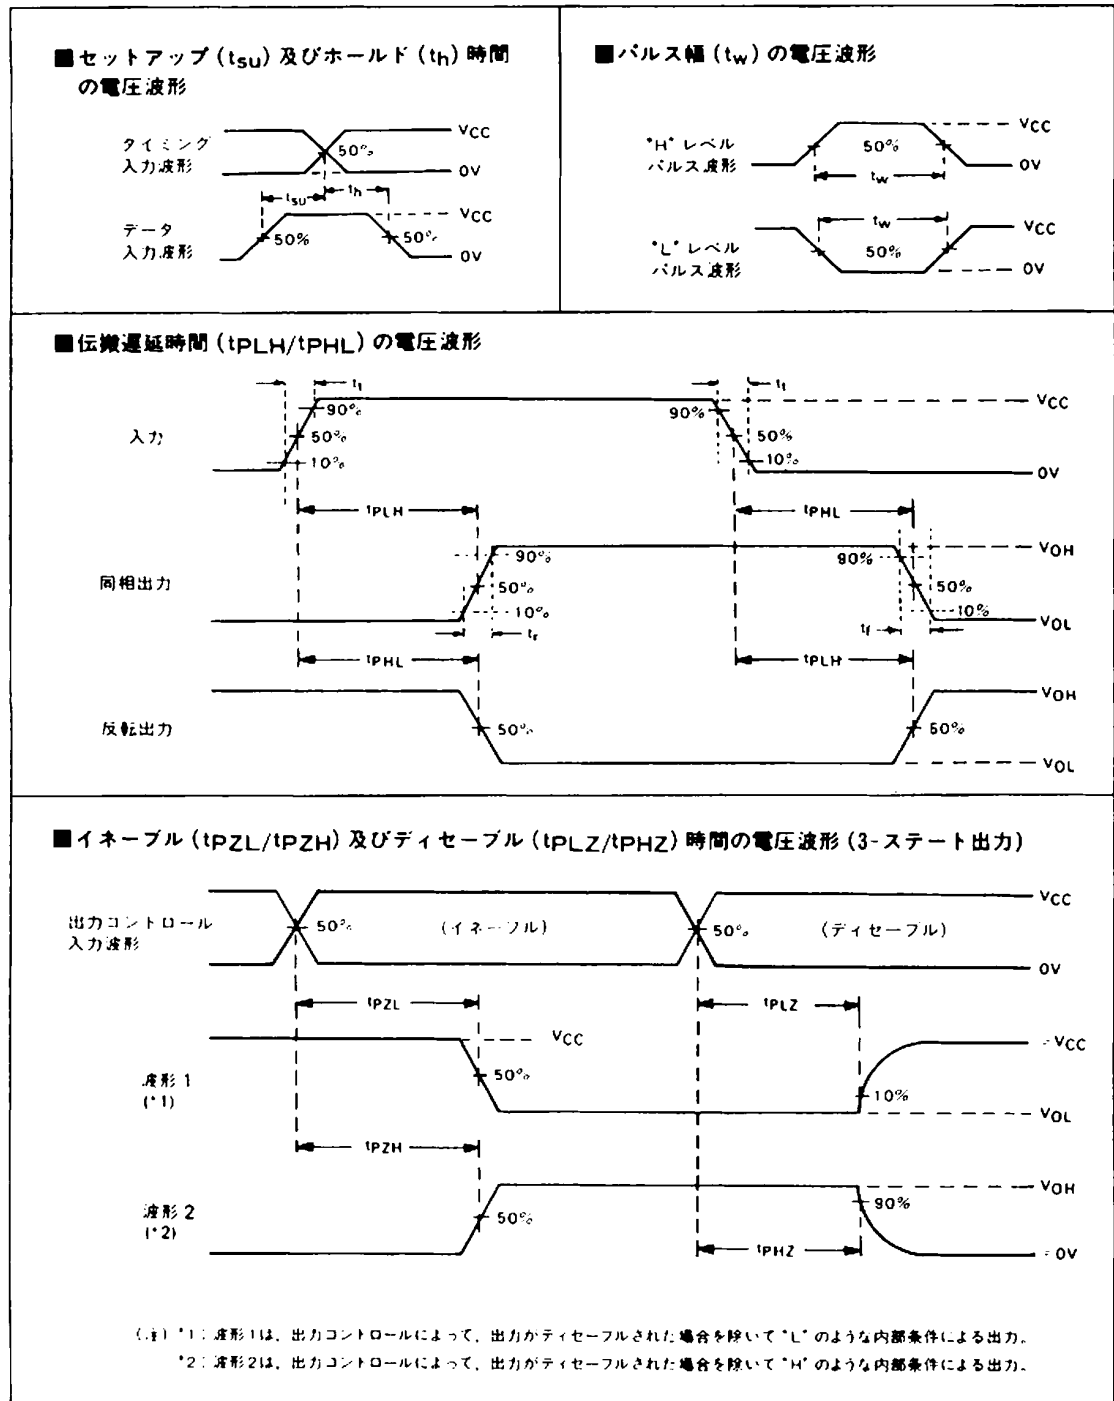 ■セットアップ (tsu) 及びホールド (th) 時間
の電圧波形
タイミング
入力波形
50%
VCC
0V
tsu
th
データ
入力波形
50%
50%
VCC
0V
■パルス幅 (tw) の電圧波形
"H" レベル
パルス波形
50%
tw
VCC
0V
"L" レベル
パルス波形
tw
50%
VCC
0V
■伝搬遅延時間 (tPLH/tPHL) の電圧波形
入力
tt
90%
50%
10%
tt
90%
50%
10%
VCC
0V
tPLH
tPHL
同相出力
90%
50%
10%
tr
90%
50%
10%
tf
VOH
VOL
tPHL
tPLH
反転出力
50%
50%
VOH
VOL
■イネーブル (tPZL/tPZH) 及びディセーブル (tPLZ/tPHZ) 時間の電圧波形 (3-ステート出力)
出力コントロール
入力波形
50%
(イネーブル)
50%
(ディセーブル)
VCC
0V
tPZL
tPLZ
波形 1
(*1)
VCC
50%
10%
≒VCC
VOL
tPZH
波形 2
(*2)
50%
90%
VOH
≒0V
tPHZ
(注) *1: 波形1は、出力コントロールによって、出力がディセーブルされた場合を除いて "L" のような内部条件による出力。
*2: 波形2は、出力コントロールによって、出力がディセーブルされた場合を除いて "H" のような内部条件による出力。